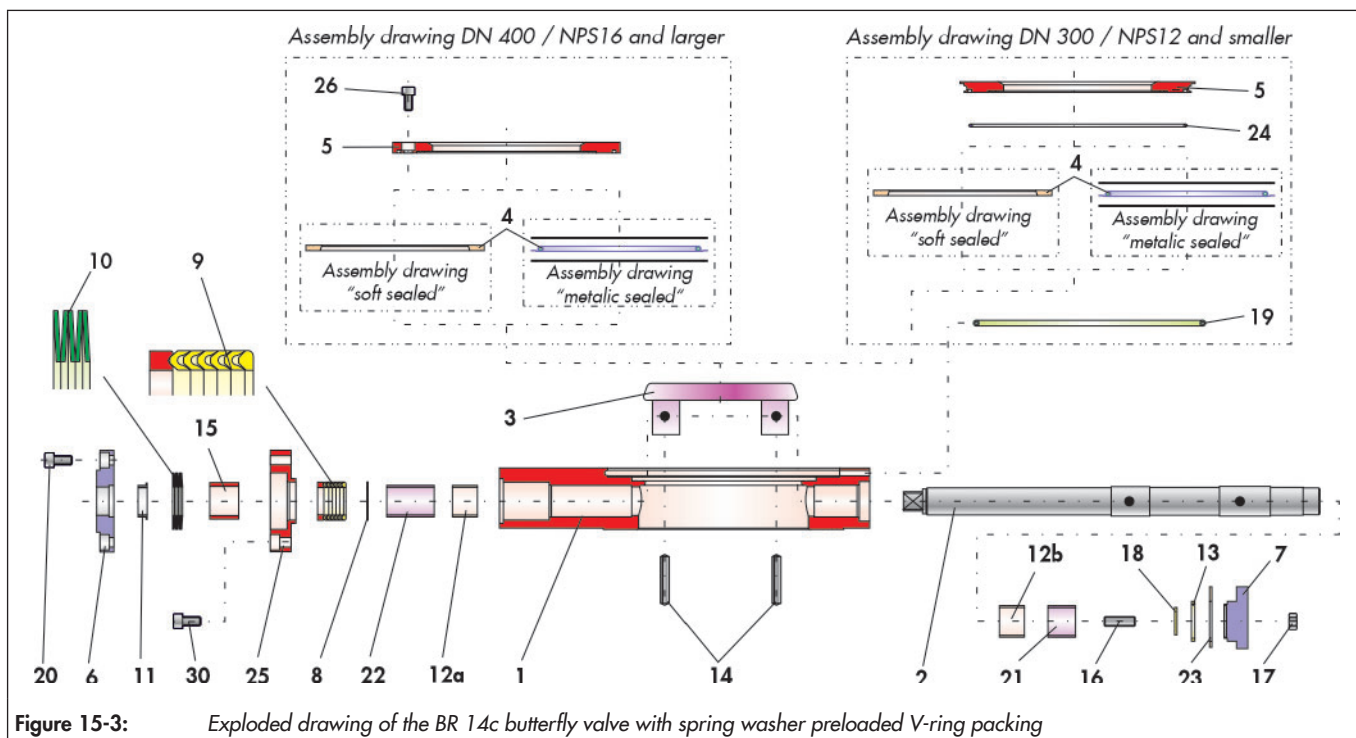 Assembly drawing DN 400 / NPS16 and larger
Assembly drawing DN 300 / NPS12 and smaller
26
5
5
24
4
4
Assembly drawing
"soft sealed"
Assembly drawing
"metalic sealed"
Assembly drawing
"soft sealed"
Assembly drawing
"metalic sealed"
10
9
19
3
15
12b
18
13
7
20
6
11
30
25
8
22
12a
1
14
2
21
16
23
17
Figure 15-3: Exploded drawing of the BR 14c butterfly valve with spring washer preloaded V-ring packing